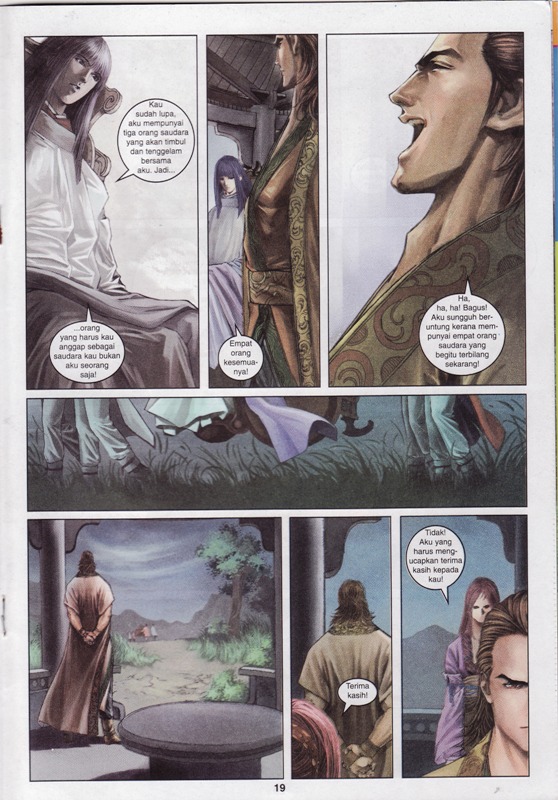 Kau
sudah lupa,
aku mempunyai
tiga orang saudara
yang akan timbul
dan tenggelam
bersama
aku. Jadi...
...orang
yang harus kau
anggap sebagai
saudara kau bukan
aku seorang
saja!
Empat
orang
kesemua-
nya!
Ha,
ha, ha! Bagus!
Aku sungguh ber-
untung kerana mem-
punyai empat orang
saudara yang
begitu terbilang
sekarang!
Terima
kasih!
Tidak!
Aku yang
harus meng-
ucapkan terima
kasih kepada
kau!
19